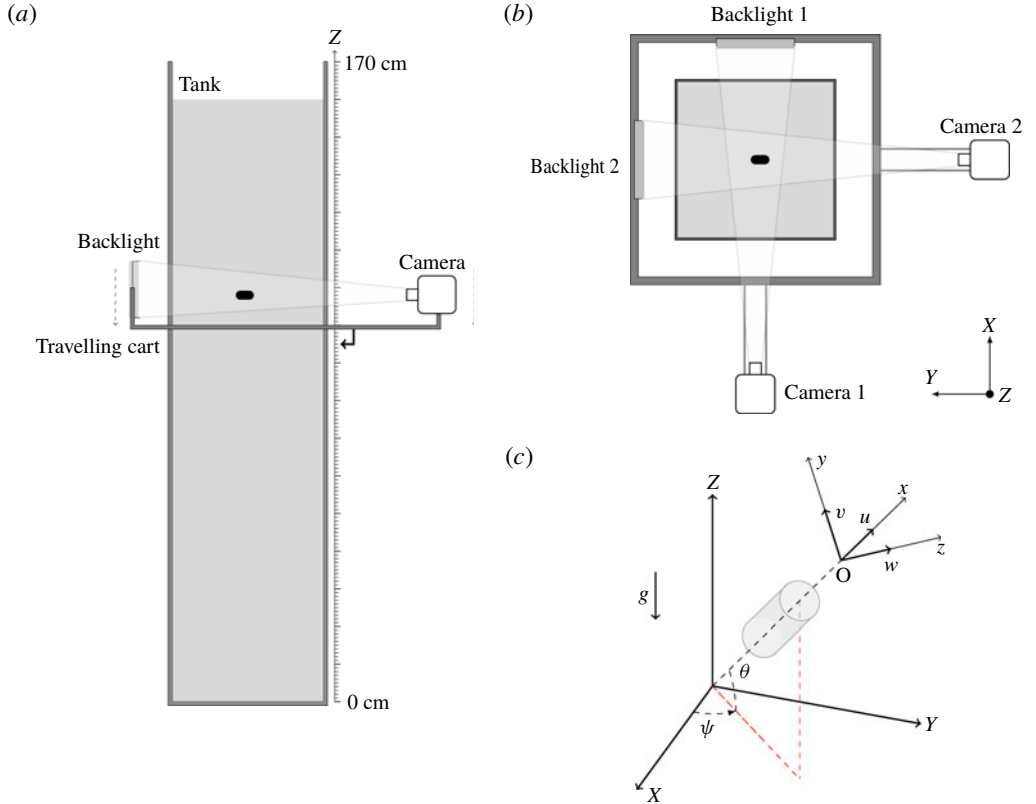 (a)
Z
170 cm
Tank
Backlight
Camera
Travelling cart
0 cm
(b)
Backlight 1
Camera 2
Backlight 2
Camera 1
X
Y
Z
(c)
y
x
Z
v
u
z
w
O
g
θ
Y
ψ
X